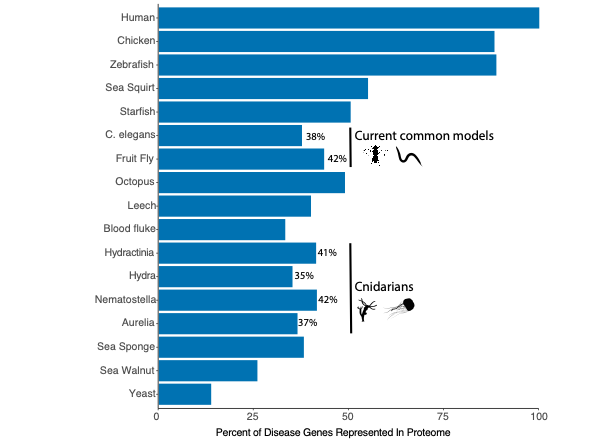 Human
Chicken
Zebrafish
Sea Squirt
Starfish
C. elegans 38% Current common models
Fruit Fly 42%
Octopus
Leech
Blood fluke
Hydractinia 41%
Hydra 35%
Cnidarians
Nematostella 42%
Aurelia 37%
Sea Sponge
Sea Walnut
Yeast
0 25 50 75 100
Percent of Disease Genes Represented In Proteome